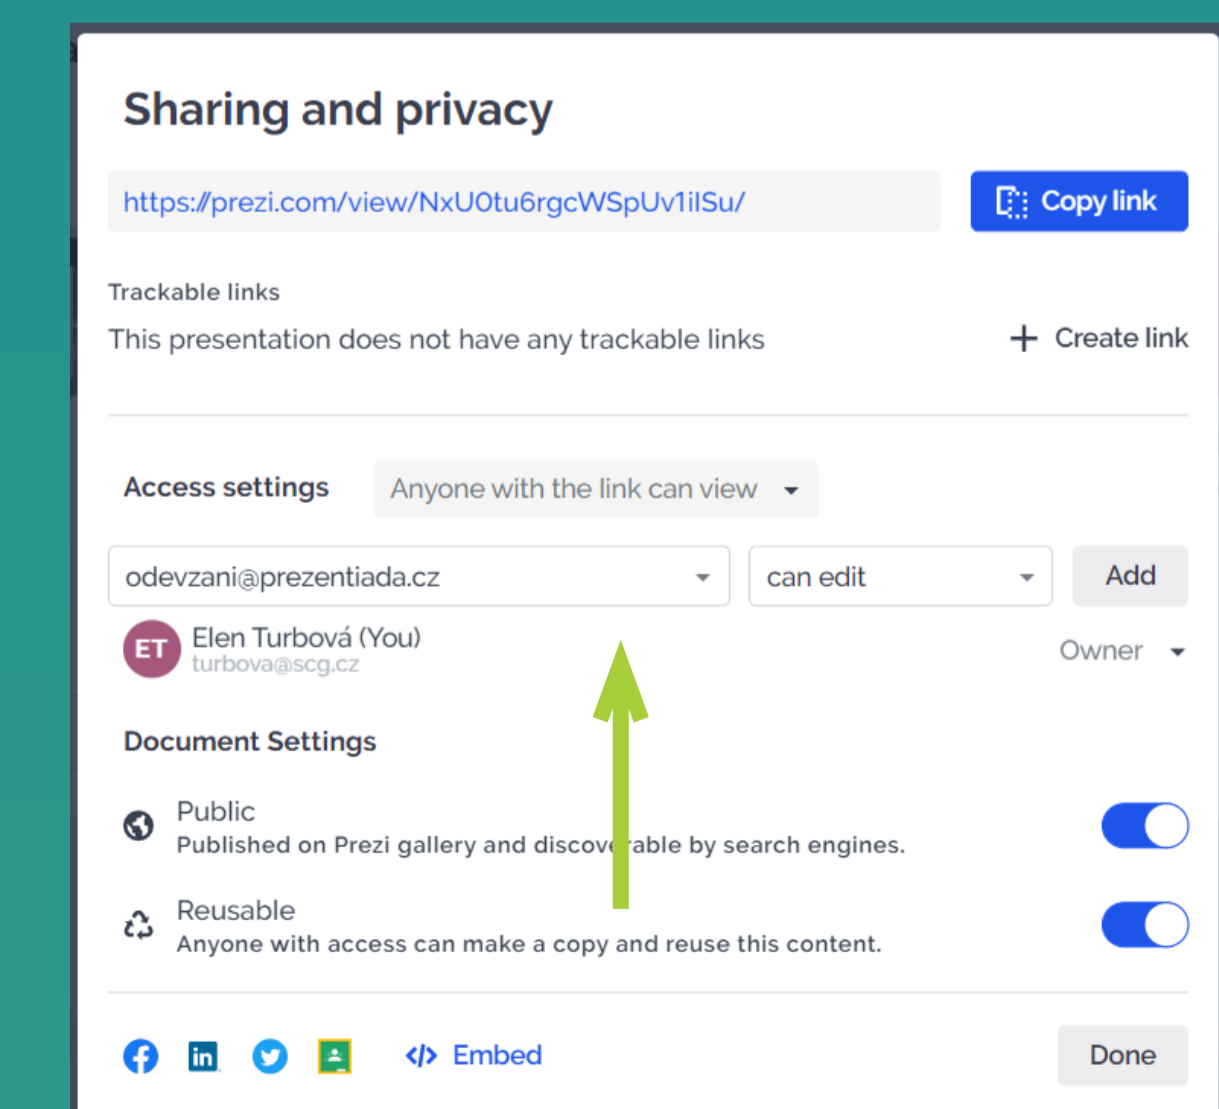 Sharing and privacy
https://prezi.com/view/NxU0tu6rgcWSpUv1iISu/
Copy link
Trackable links
This presentation does not have any trackable links
+ Create link
Access settings
Anyone with the link can view
odevzani@prezentiada.cz
can edit
Add
ET
Elen Turbová (You)
turbova@scg.cz
Owner
Document Settings
Public
Published on Prezi gallery and discoverable by search engines.
Reusable
Anyone with access can make a copy and reuse this content.
in
</> Embed
Done